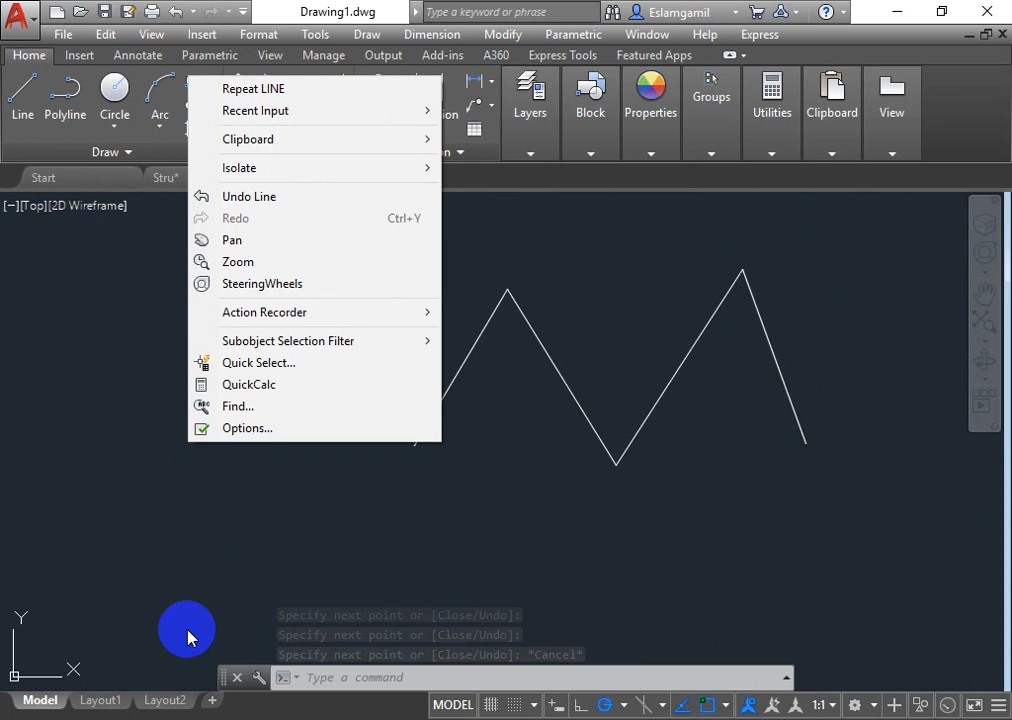 Drawing1.dwg
Type a keyword or phrase
Eslamgamil
File Edit View Insert Format Tools Draw Dimension Modify Parametric Window Help Express
Home Insert Annotate Parametric View Manage Output Add-ins A360 Express Tools Featured Apps
Line Polyline Circle Arc
Layers Block Properties Groups Utilities Clipboard View
Draw
Start Stru*
[−][Top][2D Wireframe]
Repeat LINE
Recent Input
Clipboard
Isolate
Undo Line
Redo Ctrl+Y
Pan
Zoom
SteeringWheels
Action Recorder
Subobject Selection Filter
Quick Select...
QuickCalc
Find...
Options...
Y
X
Specify next point or [Close/Undo]:
Specify next point or [Close/Undo]:
Specify next point or [Close/Undo]: *Cancel*
Type a command
Model Layout1 Layout2 +
MODEL 1:1